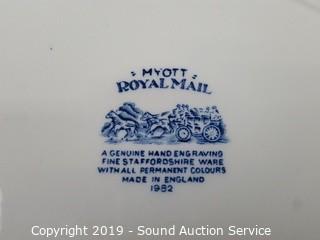 MYOTT
ROYAL MAIL
A GENUINE HAND ENGRAVING
FINE STAFFORDSHIRE WARE
WITH ALL PERMANENT COLOURS
MADE IN ENGLAND
1982
Copyright 2019 - Sound Auction Service